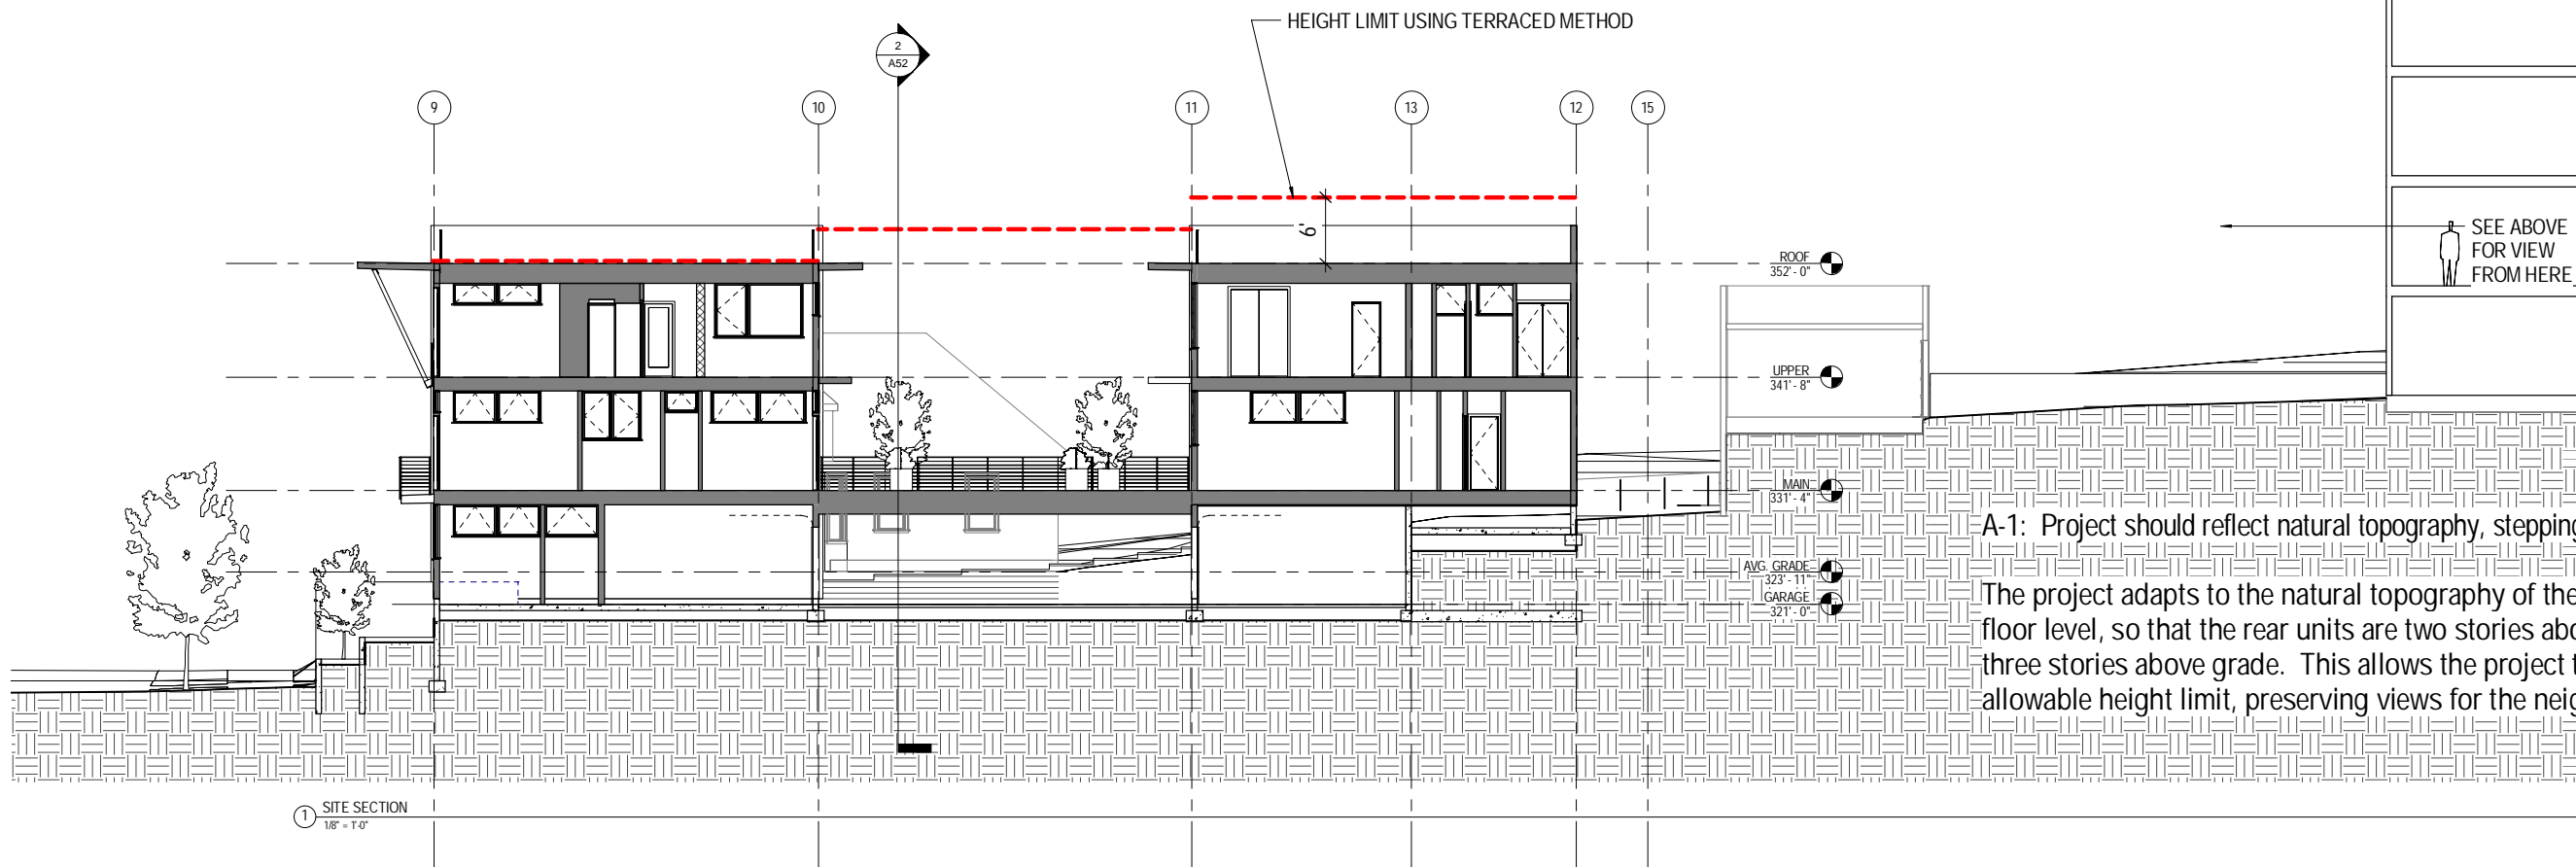 HEIGHT LIMIT USING TERRACED METHOD
2
A52
9
10
11
13
12
15
6'
SEE ABOVE
FOR VIEW
FROM HERE
ROOF
352' - 0"
UPPER
341' - 8"
MAIN
331' - 4"
AVG. GRADE
323' - 11"
GARAGE
321' - 0"
A-1: Project should reflect natural topography, stepping
The project adapts to the natural topography of the
floor level, so that the rear units are two stories abo
three stories above grade. This allows the project t
allowable height limit, preserving views for the neig
1
SITE SECTION
1/8" = 1'-0"